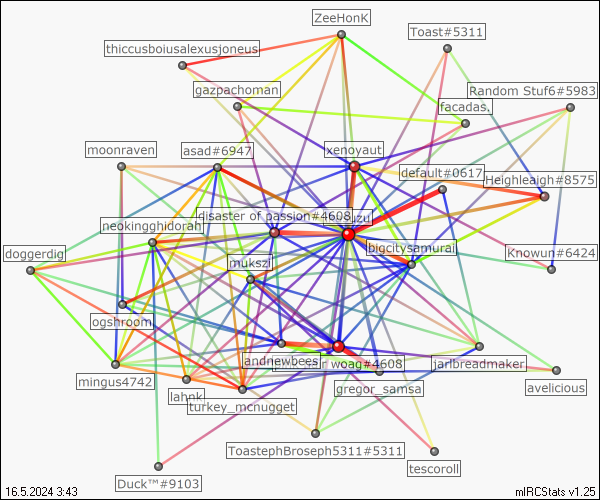 ZeeHonK
Toast#5311
thiccusboiusalexusjoneus
gazpachoman
Random Stuf6#5983
facadas.
moonraven
asad#6947
xenoyaut
default#0617
Heighleaigh#8575
disaster of passion#4608
neokingghidorah
bigcitysamurai
doggerdig
Knowun#6424
mukszi
ogshroom
andnewbees
woag#4608
jarlbreadmaker
mingus4742
gregor_samsa
avelicious
lahnk
turkey_mcnugget
ToastephBroseph5311#5311
tescoroll
Duck™#9103
16.5.2024 3:43
mIRCStats v1.25